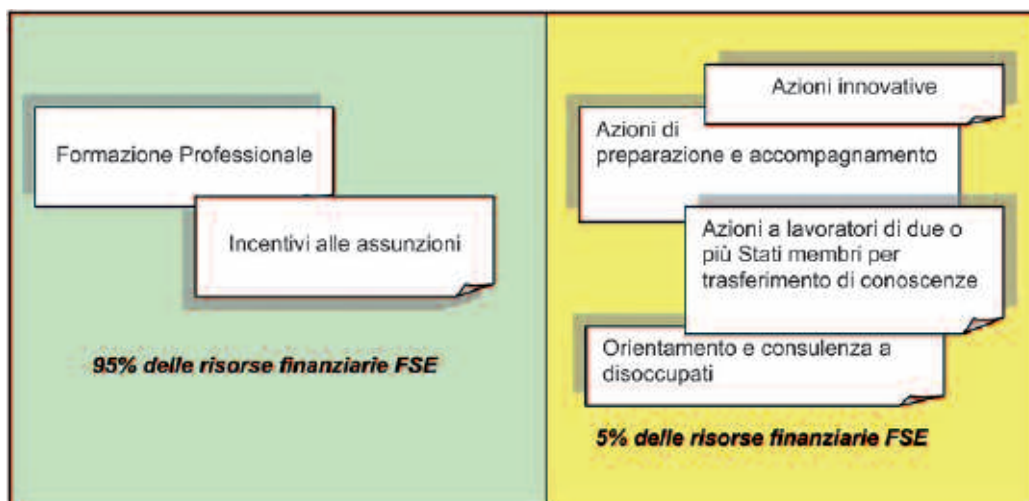 Formazione Professionale
Incentivi alle assunzioni
95% delle risorse finanziarie FSE
Azioni innovative
Azioni di
preparazione e accompagnamento
Azioni a lavoratori di due o
più Stati membri per
trasferimento di conoscenze
Orientamento e consulenza a
disoccupati
5% delle risorse finanziarie FSE